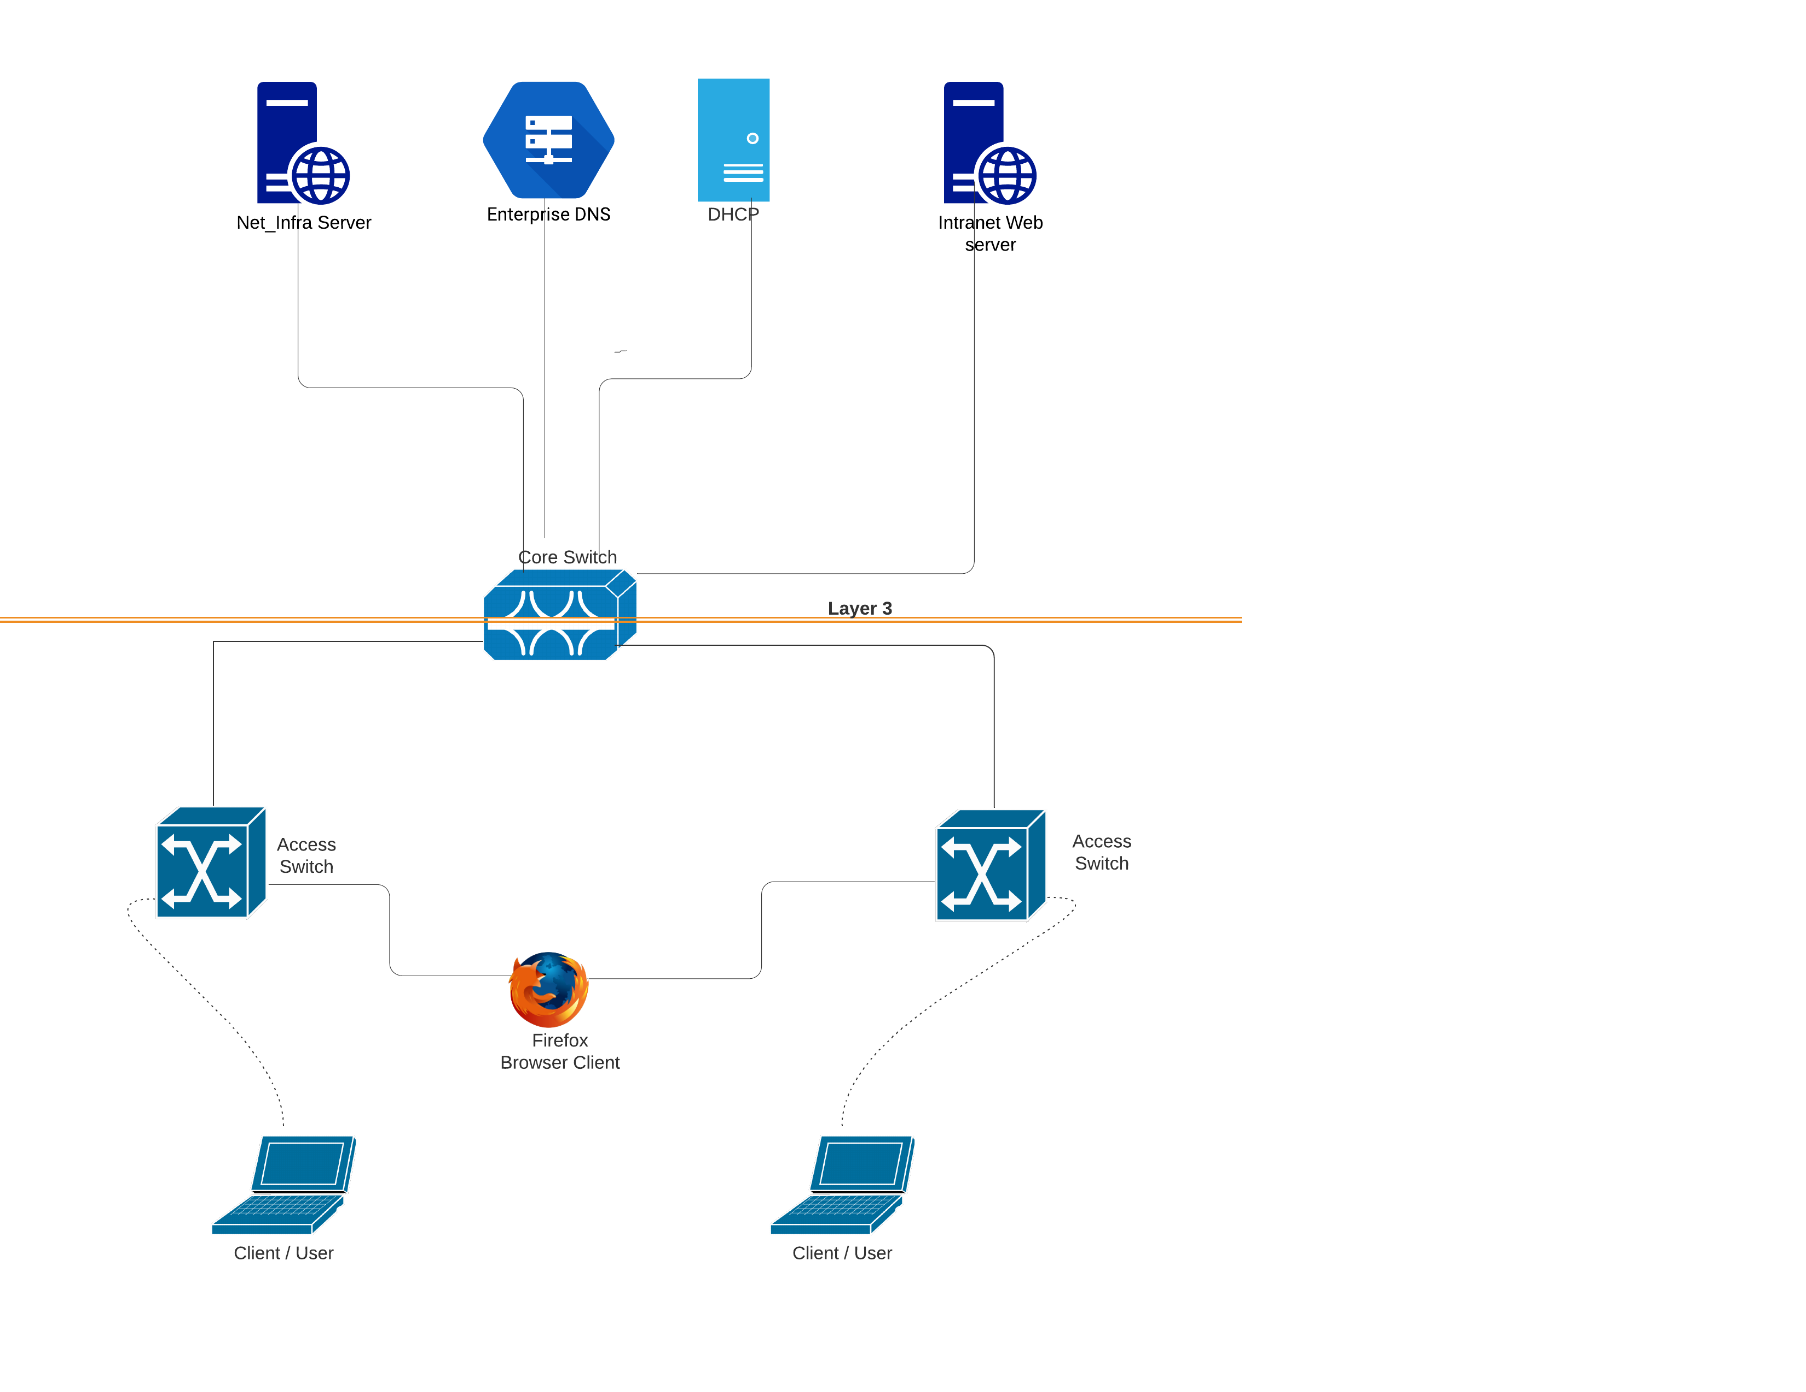 Net_Infra Server
Enterprise DNS
DHCP
Intranet Web
server
Core Switch
Layer 3
Access
Switch
Access
Switch
Firefox
Browser Client
Client / User
Client / User